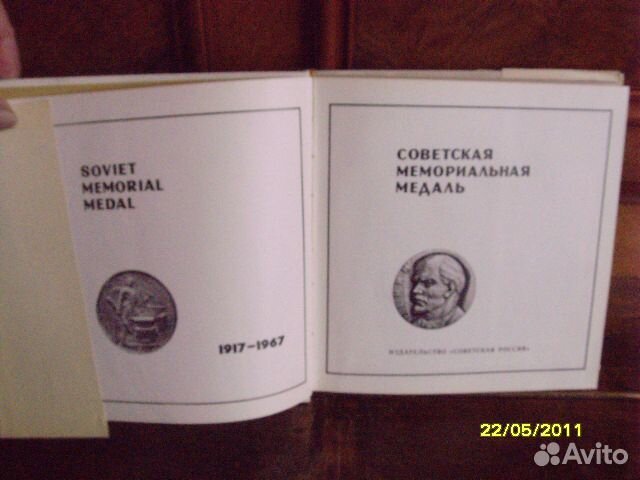 SOVIET
MEMORIAL
MEDAL
1917-1967
СОВЕТСКАЯ
МЕМОРИАЛЬНАЯ
МЕДАЛЬ
ИЗДАТЕЛЬСТВО «СОВЕТСКАЯ РОССИЯ»
22/05/2011
Avito